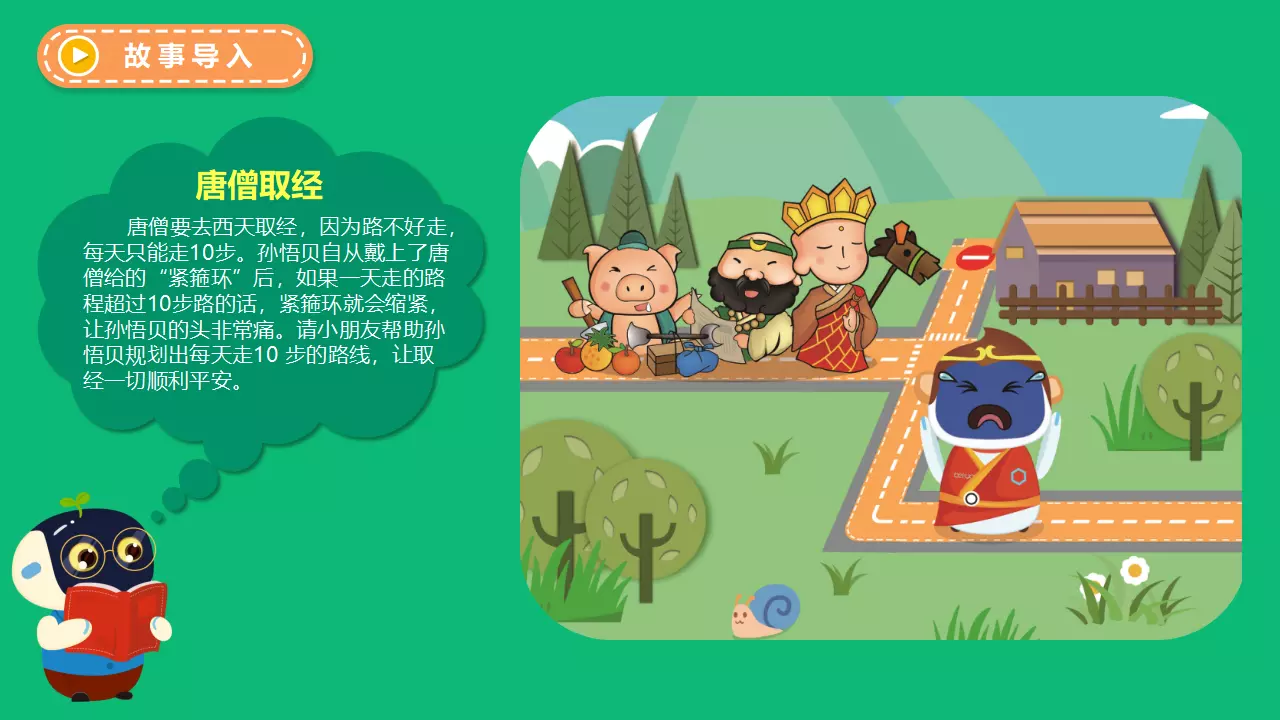 故事导入
唐僧取经
唐僧要去西天取经，因为路不好走，
每天只能走10步。孙悟贝自从戴上了唐
僧给的“紧箍环”后，如果一天走的路
程超过10步路的话，紧箍环就会缩紧，
让孙悟贝的头非常痛。请小朋友帮助孙
悟贝规划出每天走10 步的路线，让取
经一切顺利平安。